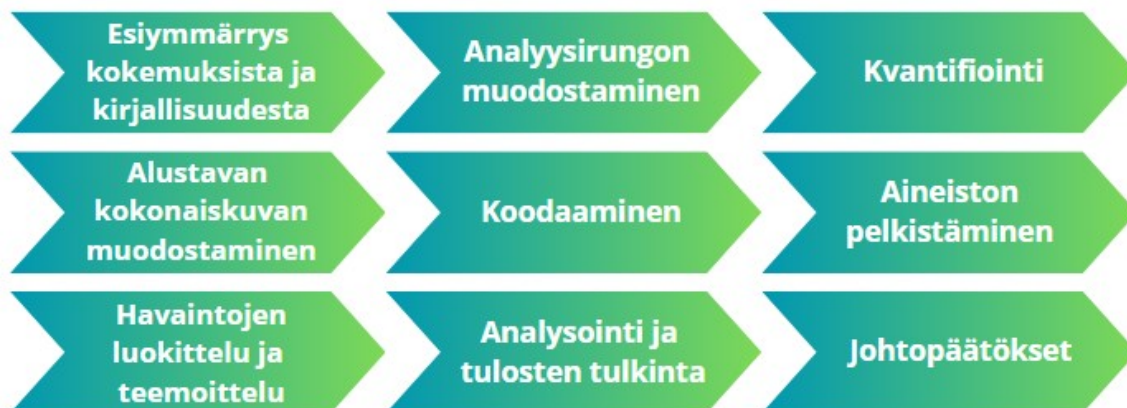 Esiymmärrys
kokemuksista ja
kirjallisuudesta
Analyysirungon
muodostaminen
Kvantifiointi
Alustavan
kokonaiskuvan
muodostaminen
Koodaaminen
Aineiston
pelkistäminen
Havaintojen
luokittelu ja
teemoittelu
Analysointi ja
tulosten tulkinta
Johtopäätökset